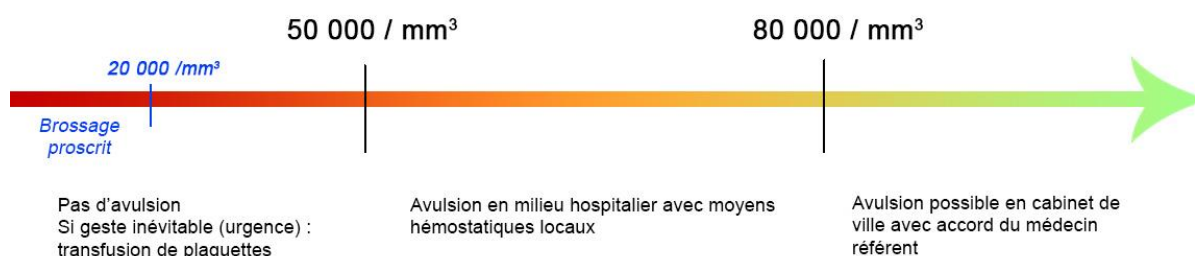 50 000 / mm³
80 000 / mm³
20 000 /mm³
Brossage
proscrit
Pas d'avulsion
Si geste inévitable (urgence) :
transfusion de plaquettes
Avulsion en milieu hospitalier avec moyens
hémostatiques locaux
Avulsion possible en cabinet de
ville avec accord du médecin
référent